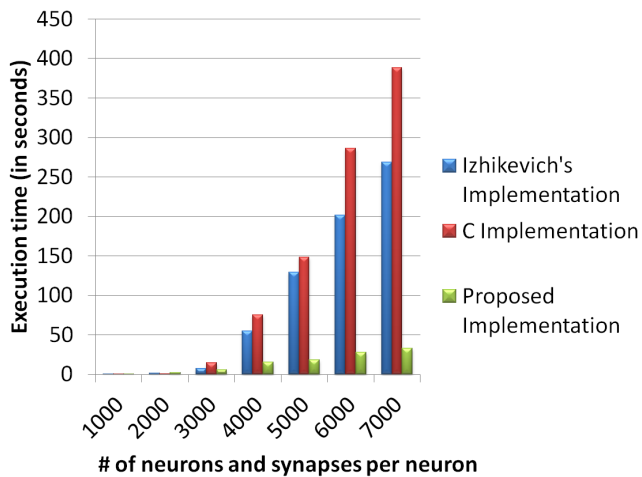 450
400
350
300
250
200
150
100
50
0
Execution time (in seconds)
1000
2000
3000
4000
5000
6000
7000
# of neurons and synapses per neuron
Izhikevich's
Implementation
C Implementation
Proposed
Implementation